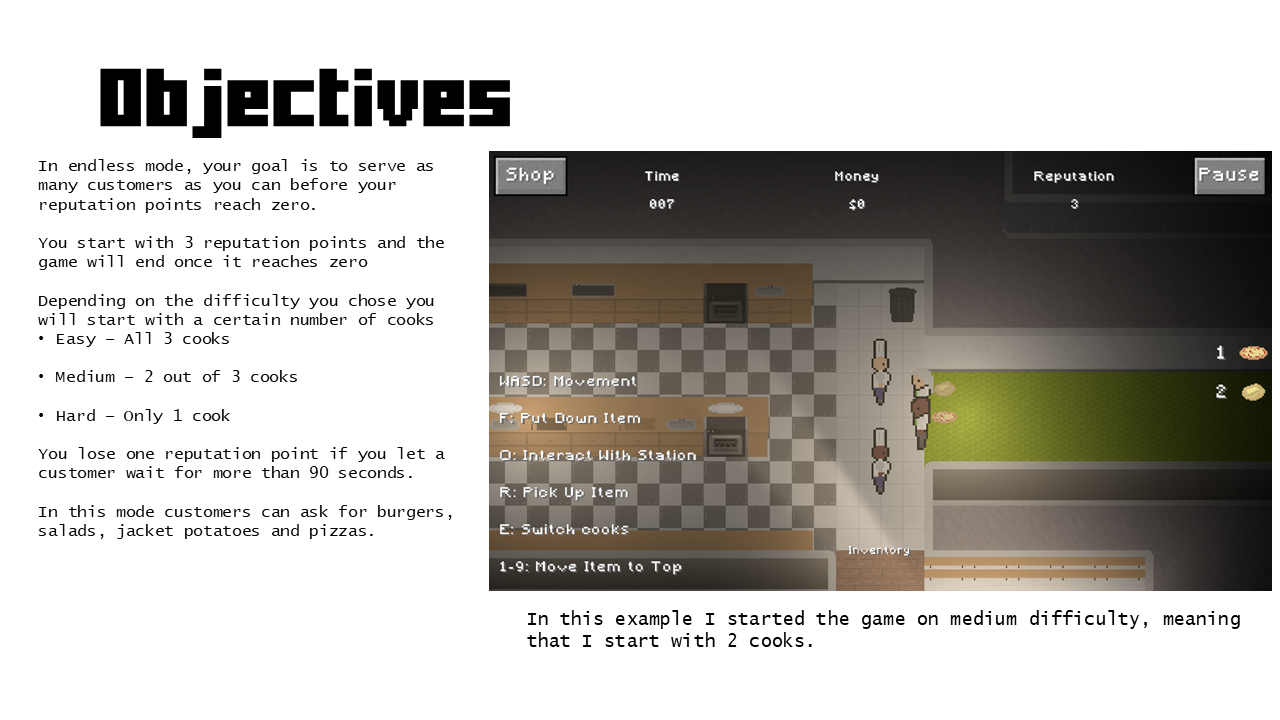 Objectives
In endless mode, your goal is to serve as
many customers as you can before your
reputation points reach zero.
You start with 3 reputation points and the
game will end once it reaches zero
Depending on the difficulty you chose you
will start with a certain number of cooks
• Easy – All 3 cooks
• Medium – 2 out of 3 cooks
• Hard – Only 1 cook
You lose one reputation point if you let a
customer wait for more than 90 seconds.
In this mode customers can ask for burgers,
salads, jacket potatoes and pizzas.
Shop
Time
Money
Reputation
Pause
007
$0
3
1
2
WASD: Movement
F: Put Down Item
Q: Interact With Station
R: Pick Up Item
E: Switch cooks
1-9: Move Item to Top
Inventory
In this example I started the game on medium difficulty, meaning
that I start with 2 cooks.